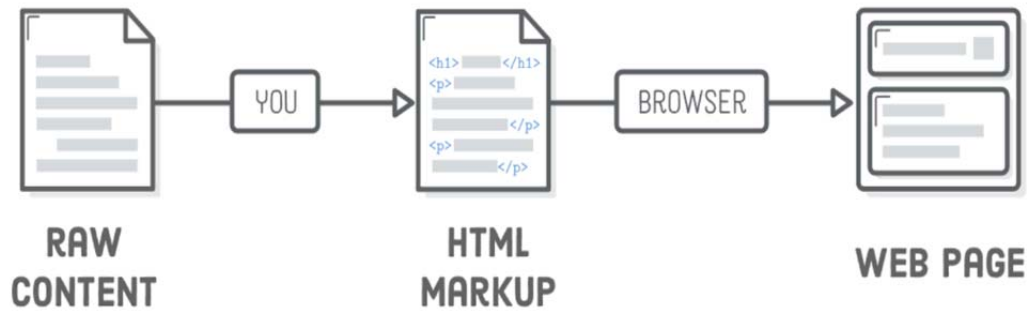 YOU
BROWSER
<h1> </h1>
<p>
</p>
<p>
</p>
RAW
CONTENT
HTML
MARKUP
WEB PAGE